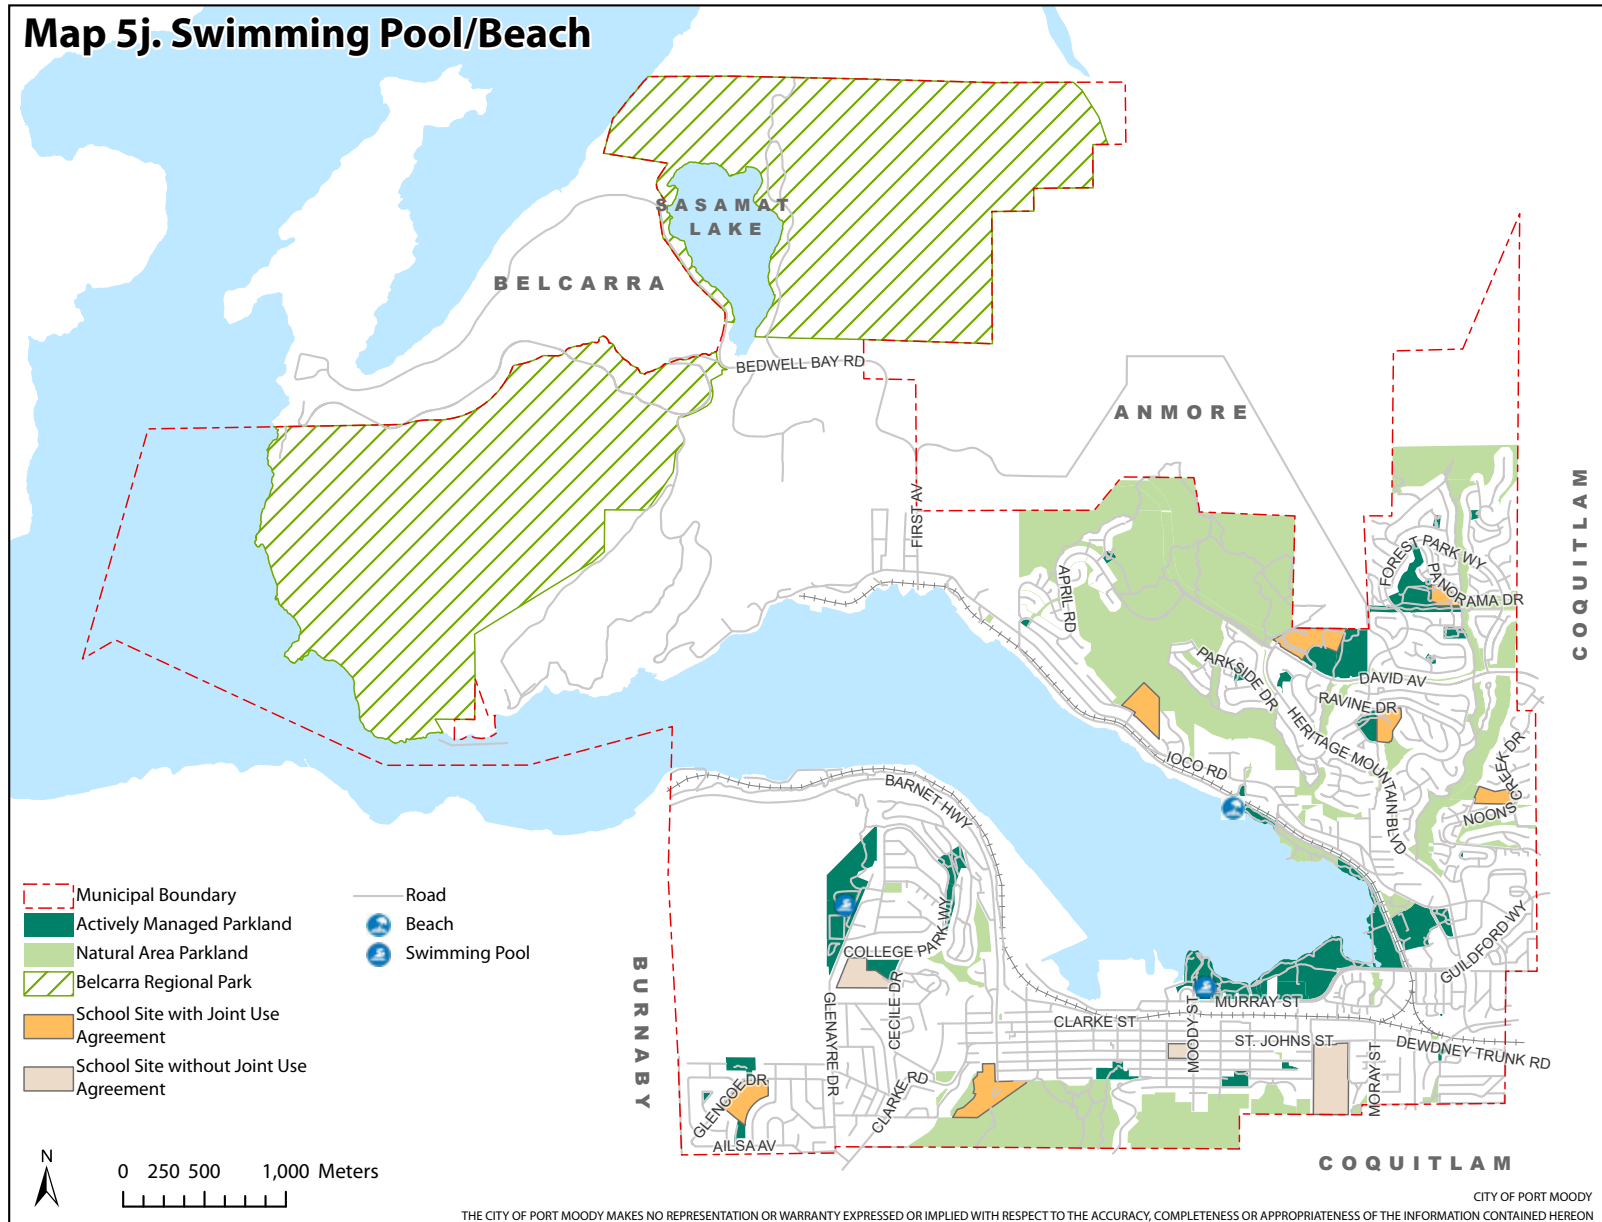 Map 5j. Swimming Pool/Beach
SASAMAT
LAKE
BELCARRA
BEDWELL BAY RD
ANMORE
COQUITLAM
FIRST AV
FOREST PARK WY
PANORAMA DR
APRIL RD
PARKSIDE DR
DAVID AV
RAVINE DR
HERITAGE MOUNTAIN BLVD
IOCO RD
NOONS CREEK DR
BARNET HWY
GUILDFORD WY
COLLEGE PARK WY
CECILE DR
GLENAYRE DR
BURNABY
MURRAY ST
CLARKE ST
MOODY ST
ST. JOHNS ST.
DEWDNEY TRUNK RD
MORAY ST
CLARKE RD
GLENCOE DR
AILSA AV
COQUITLAM
Municipal Boundary
Actively Managed Parkland
Natural Area Parkland
Belcarra Regional Park
School Site with Joint Use
Agreement
School Site without Joint Use
Agreement
Road
Beach
Swimming Pool
N
0 250 500 1,000 Meters
CITY OF PORT MOODY
THE CITY OF PORT MOODY MAKES NO REPRESENTATION OR WARRANTY EXPRESSED OR IMPLIED WITH RESPECT TO THE ACCURACY, COMPLETENESS OR APPROPRIATENESS OF THE INFORMATION CONTAINED HEREON